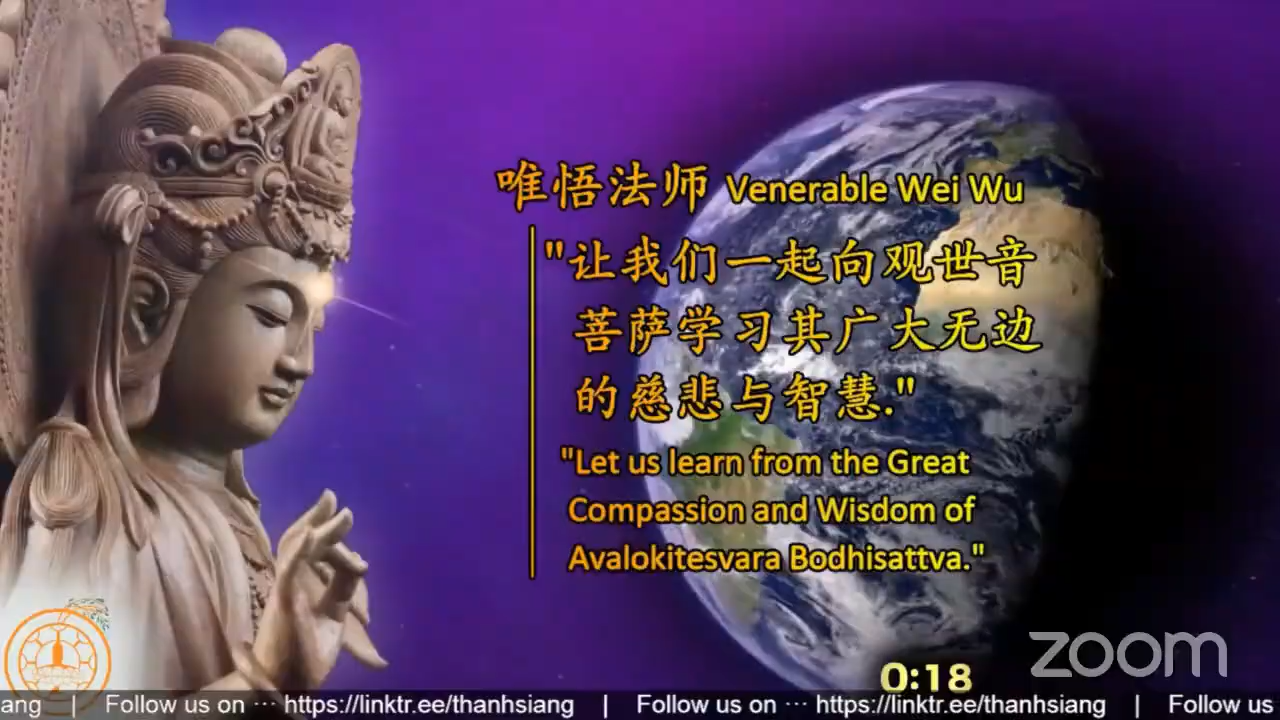 唯悟法师 Venerable Wei Wu
"让我们一起向观世音
菩萨学习其广大无边
的慈悲与智慧."
"Let us learn from the Great
Compassion and Wisdom of
Avalokitesvara Bodhisattva."
zoom
0:18
ang | Follow us on ··· https://linktr.ee/thanhsiang | Follow us on ··· https://linktr.ee/thanhsiang | Follow us